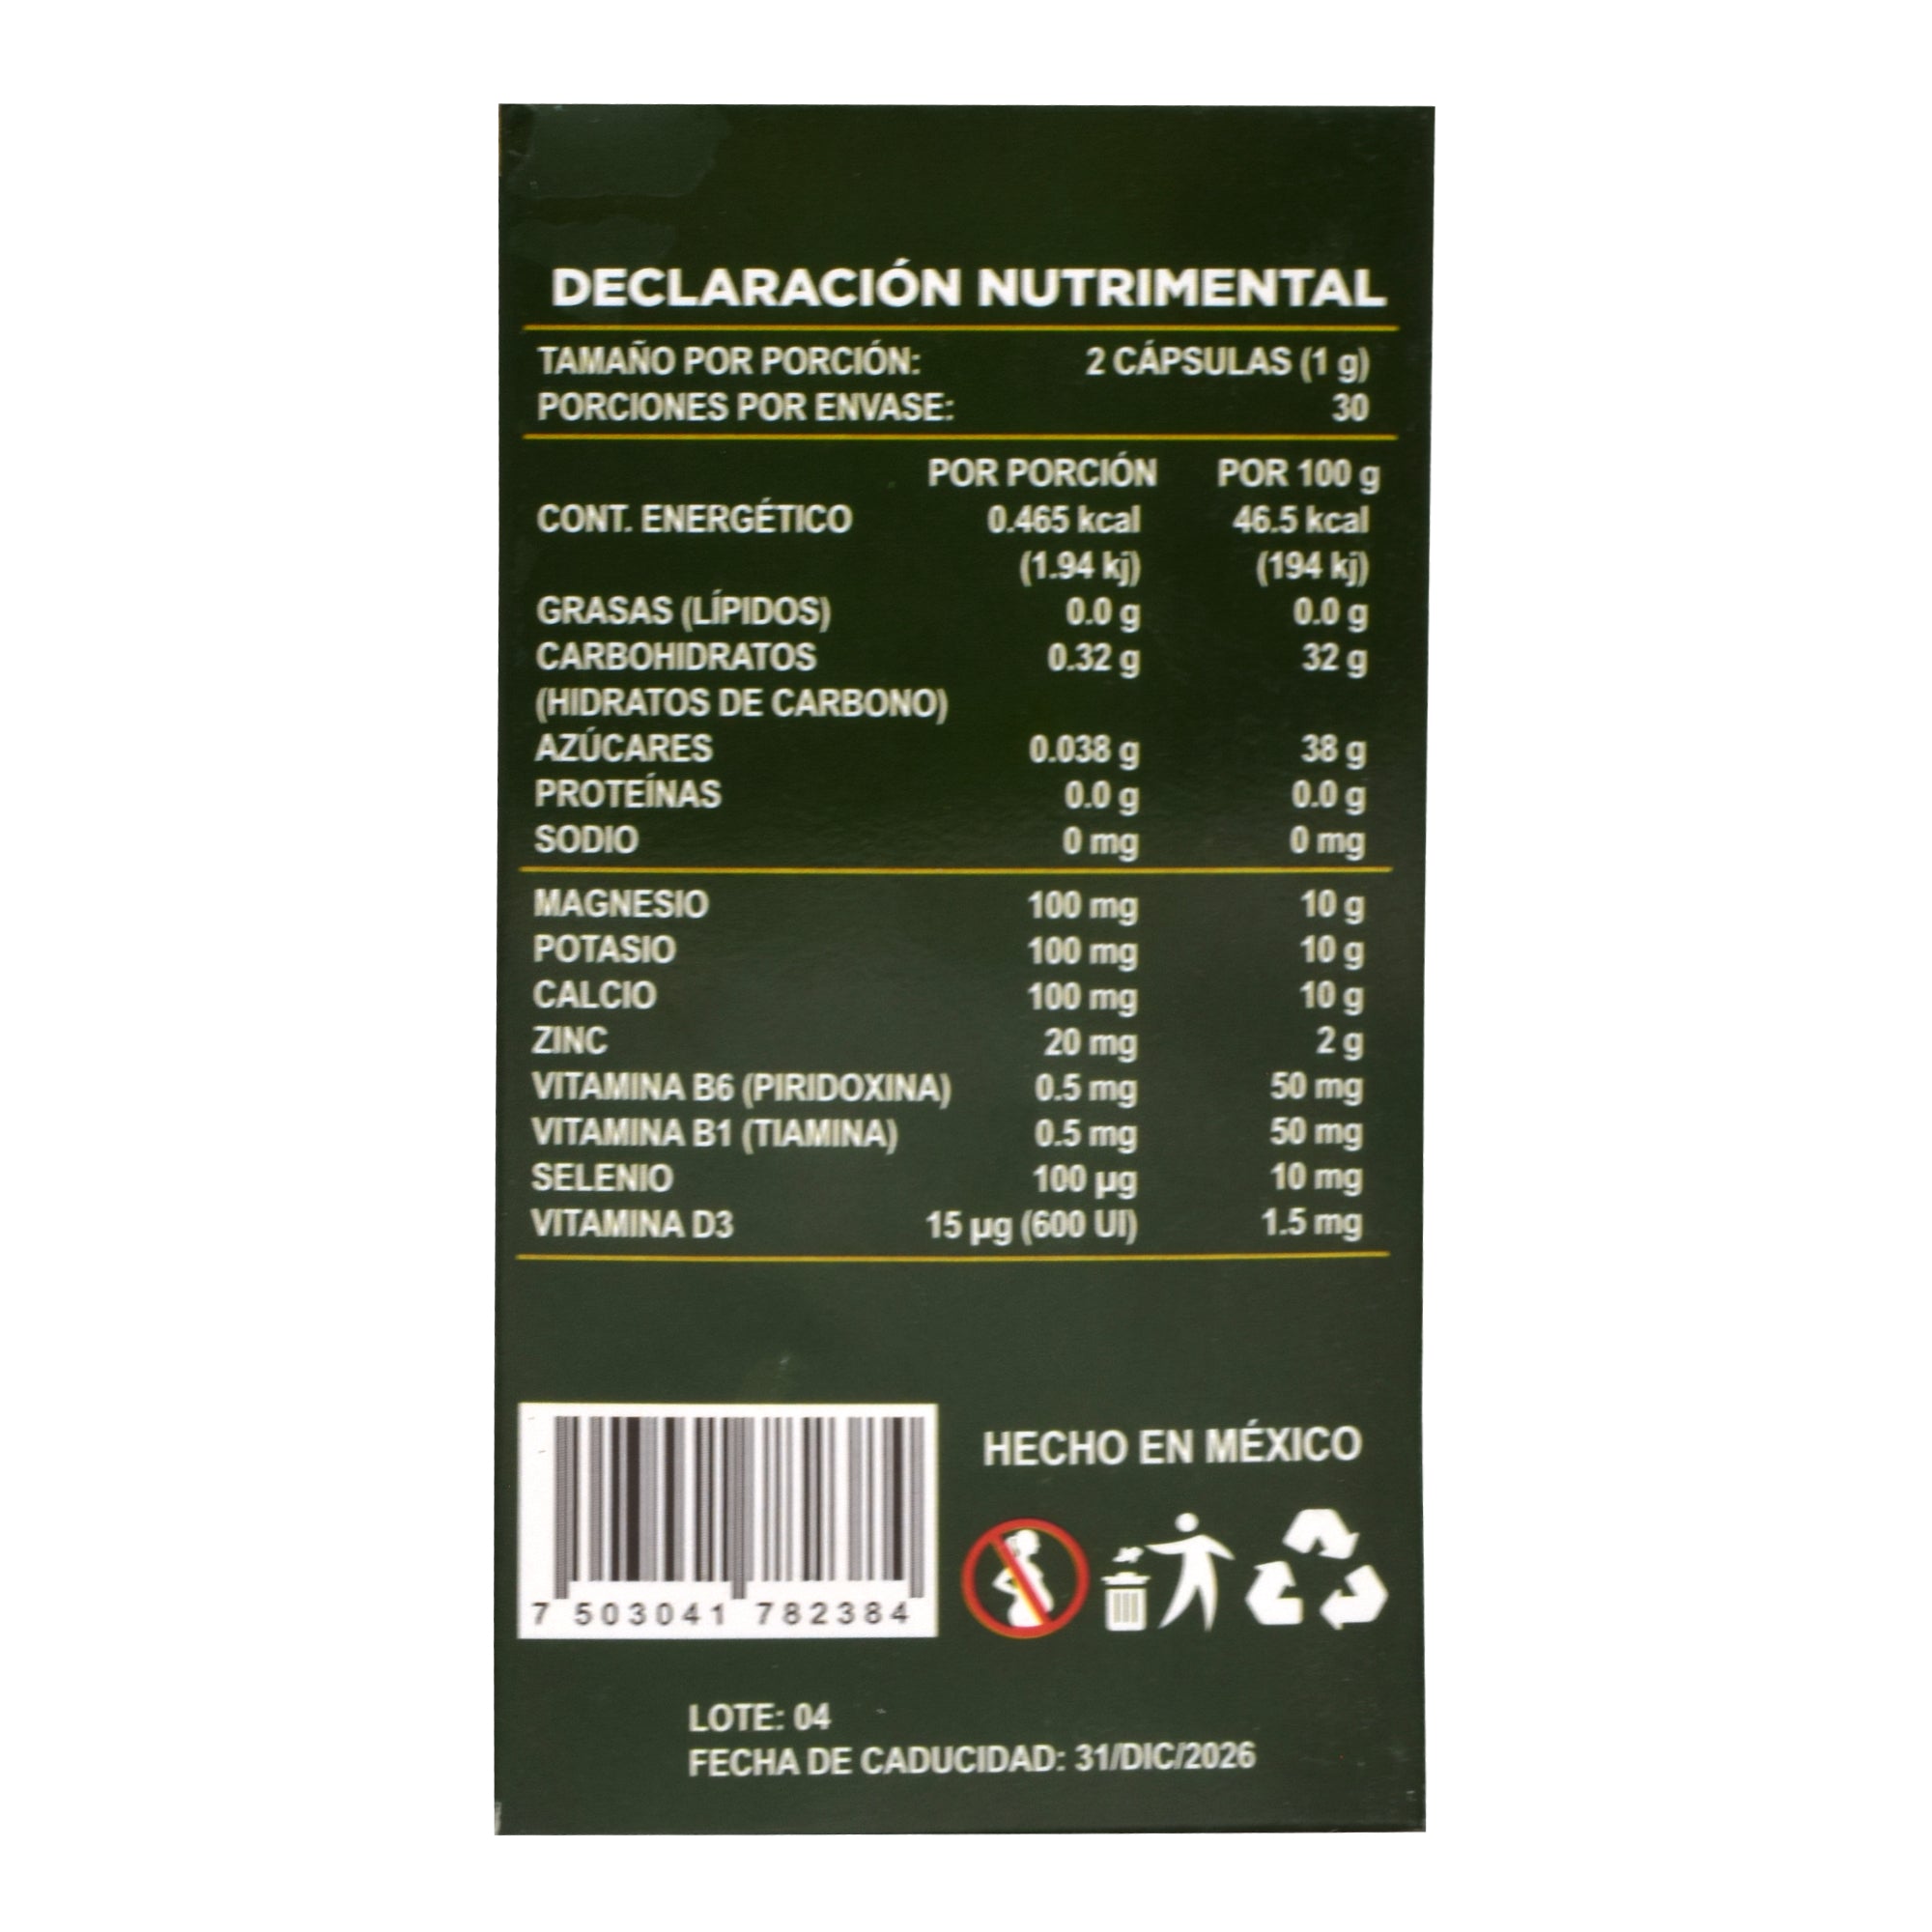 DECLARACIÓN NUTRIMENTAL
TAMAÑO POR PORCIÓN: 2 CÁPSULAS (1 g)
PORCIONES POR ENVASE: 30
POR PORCIÓN POR 100 g
CONT. ENERGÉTICO 0.465 kcal 46.5 kcal
(1.94 kj) (194 kj)
GRASAS (LÍPIDOS) 0.0 g 0.0 g
CARBOHIDRATOS 0.32 g 32 g
(HIDRATOS DE CARBONO)
AZÚCARES 0.038 g 38 g
PROTEÍNAS 0.0 g 0.0 g
SODIO 0 mg 0 mg
MAGNESIO 100 mg 10 g
POTASIO 100 mg 10 g
CALCIO 100 mg 10 g
ZINC 20 mg 2 g
VITAMINA B6 (PIRIDOXINA) 0.5 mg 50 mg
VITAMINA B1 (TIAMINA) 0.5 mg 50 mg
SELENIO 100 µg 10 mg
VITAMINA D3 15 µg (600 UI) 1.5 mg
HECHO EN MÉXICO
7 503041 782384
LOTE: 04
FECHA DE CADUCIDAD: 31/DIC/2026